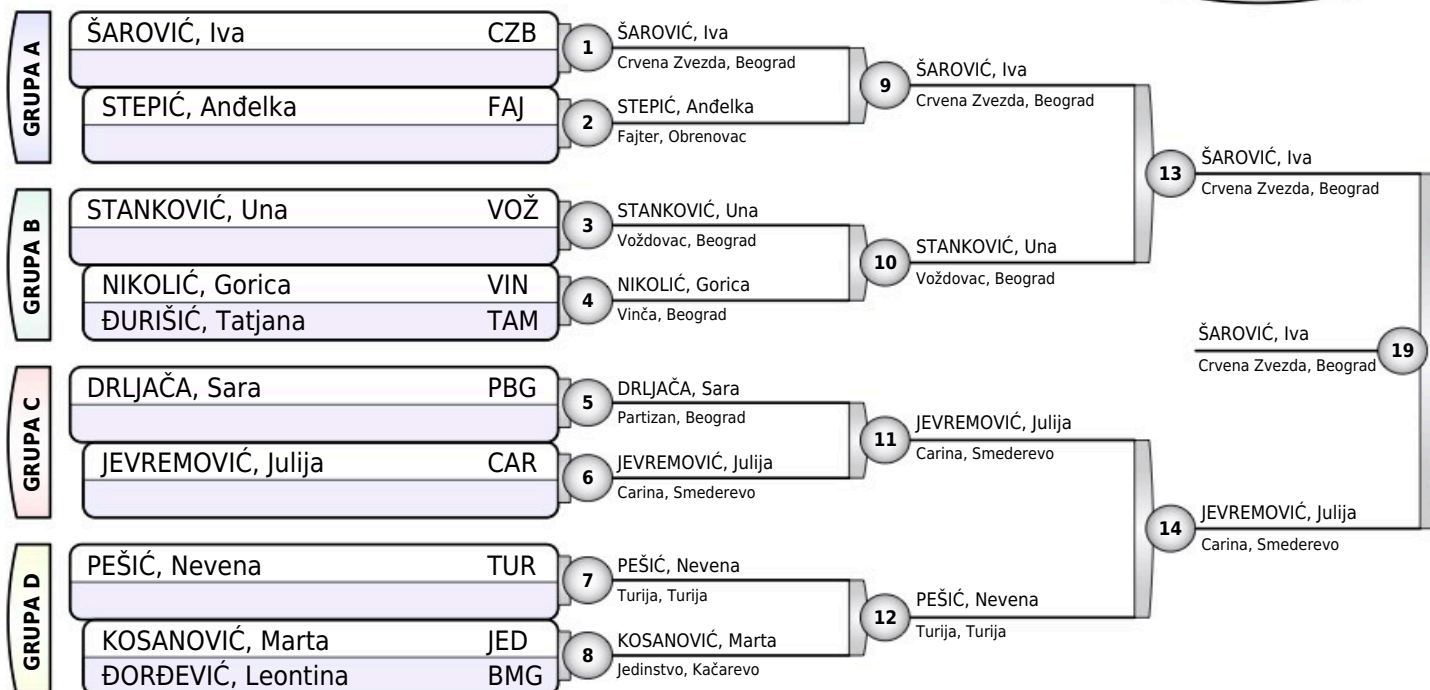 GRUPA A
ŠAROVIĆ, Iva CZB
STEPIĆ, Anđelka FAJ
GRUPA B
STANKOVIĆ, Una VOŽ
NIKOLIĆ, Gorica VIN
ĐURIŠIĆ, Tatjana TAM
GRUPA C
DRLJAČA, Sara PBG
JEVREMOVIĆ, Julija CAR
GRUPA D
PEŠIĆ, Nevena TUR
KOSANOVIĆ, Marta JED
ĐORĐEVIĆ, Leontina BMG
1
ŠAROVIĆ, Iva
Crvena Zvezda, Beograd
2
STEPIĆ, Anđelka
Fajter, Obrenovac
3
STANKOVIĆ, Una
Voždovac, Beograd
4
NIKOLIĆ, Gorica
Vinča, Beograd
5
DRLJAČA, Sara
Partizan, Beograd
6
JEVREMOVIĆ, Julija
Carina, Smederevo
7
PEŠIĆ, Nevena
Turija, Turija
8
KOSANOVIĆ, Marta
Jedinstvo, Kačarevo
9
ŠAROVIĆ, Iva
Crvena Zvezda, Beograd
10
STANKOVIĆ, Una
Voždovac, Beograd
11
JEVREMOVIĆ, Julija
Carina, Smederevo
12
PEŠIĆ, Nevena
Turija, Turija
13
ŠAROVIĆ, Iva
Crvena Zvezda, Beograd
14
JEVREMOVIĆ, Julija
Carina, Smederevo
ŠAROVIĆ, Iva
Crvena Zvezda, Beograd
19